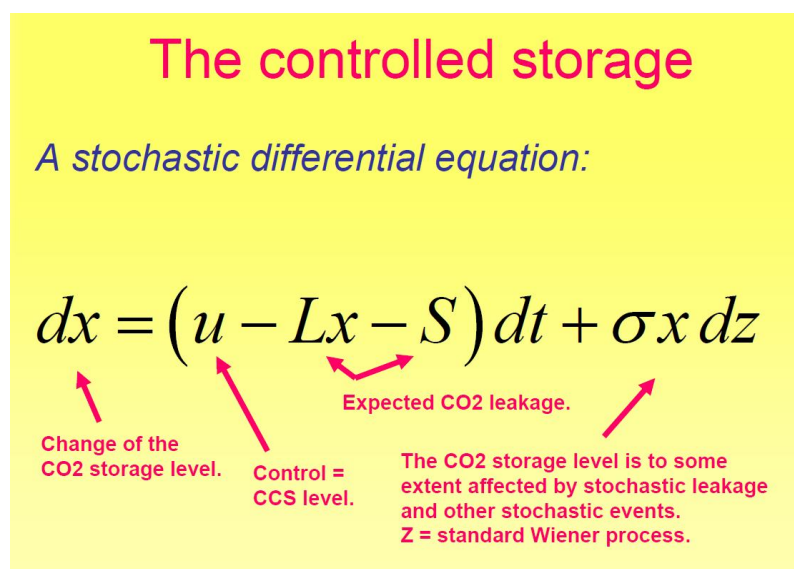 The controlled storage
A stochastic differential equation:
dx = (u − Lx − S) dt + σx dz
Expected CO2 leakage.
Change of the
CO2 storage level.
Control =
CCS level.
The CO2 storage level is to some
extent affected by stochastic leakage
and other stochastic events.
Z = standard Wiener process.